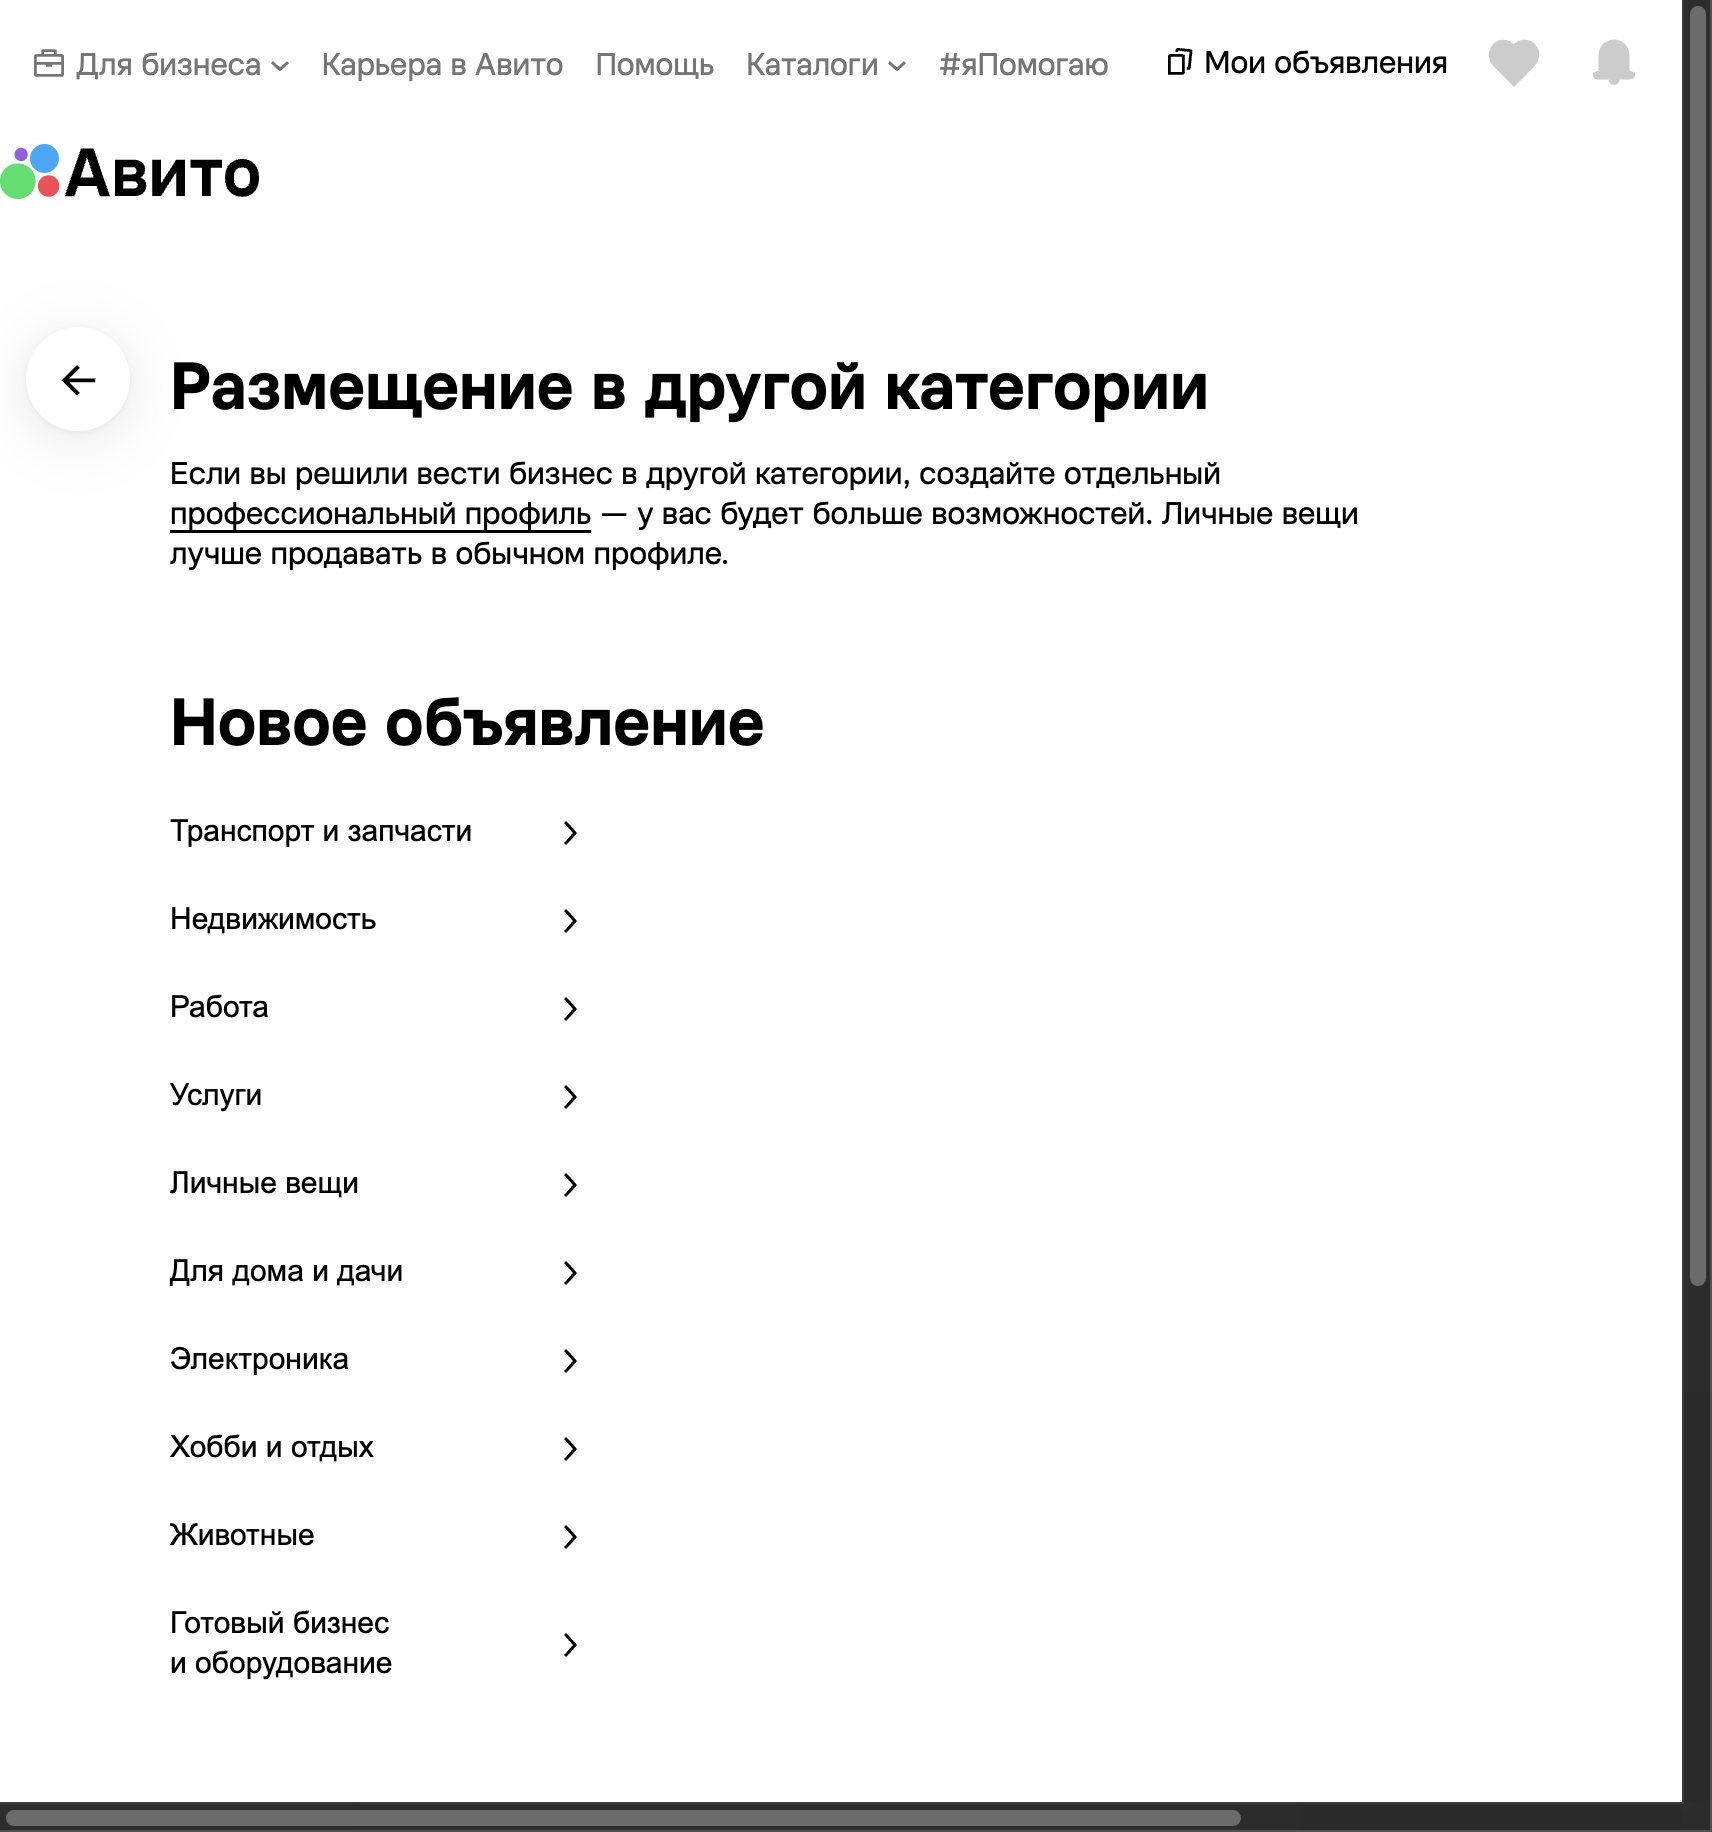 Для бизнеса Карьера в Авито Помощь Каталоги #яПомогаю Мои объявления
Авито
Размещение в другой категории
Если вы решили вести бизнес в другой категории, создайте отдельный
профессиональный профиль — у вас будет больше возможностей. Личные вещи
лучше продавать в обычном профиле.
Новое объявление
Транспорт и запчасти
Недвижимость
Работа
Услуги
Личные вещи
Для дома и дачи
Электроника
Хобби и отдых
Животные
Готовый бизнес
и оборудование